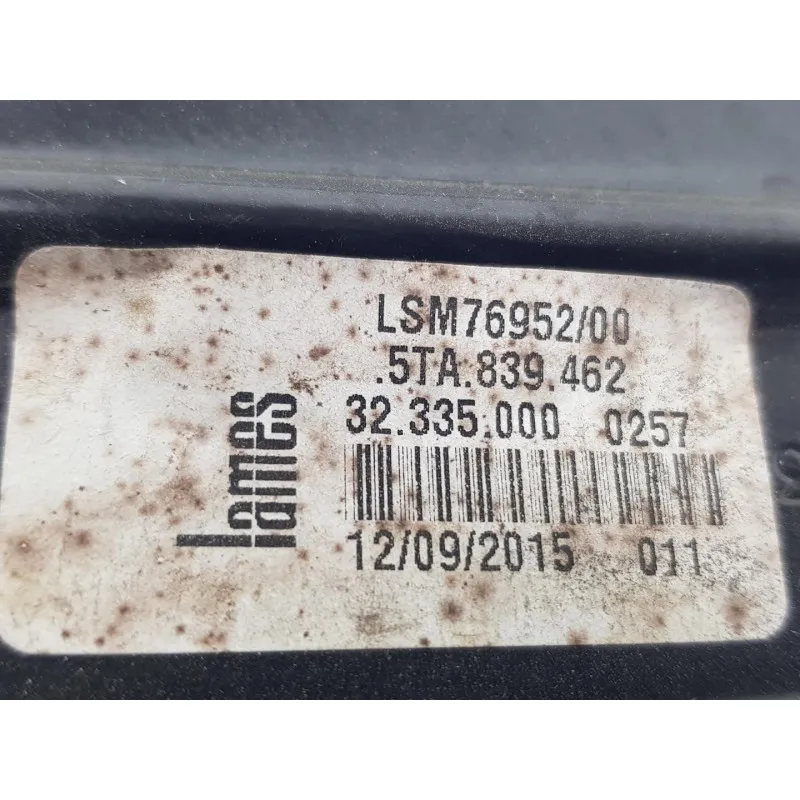 LSM76952/00
.5TA.839.462
32.335.000 0257
12/09/2015 011
lames